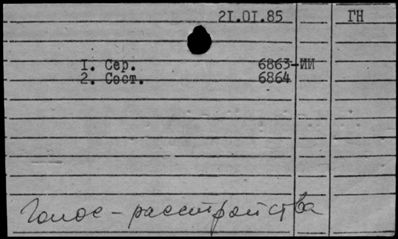 21.01.85 ГН
1. Сер. 6863-ИИ
2. Сост. 6864
Голос-расстройства